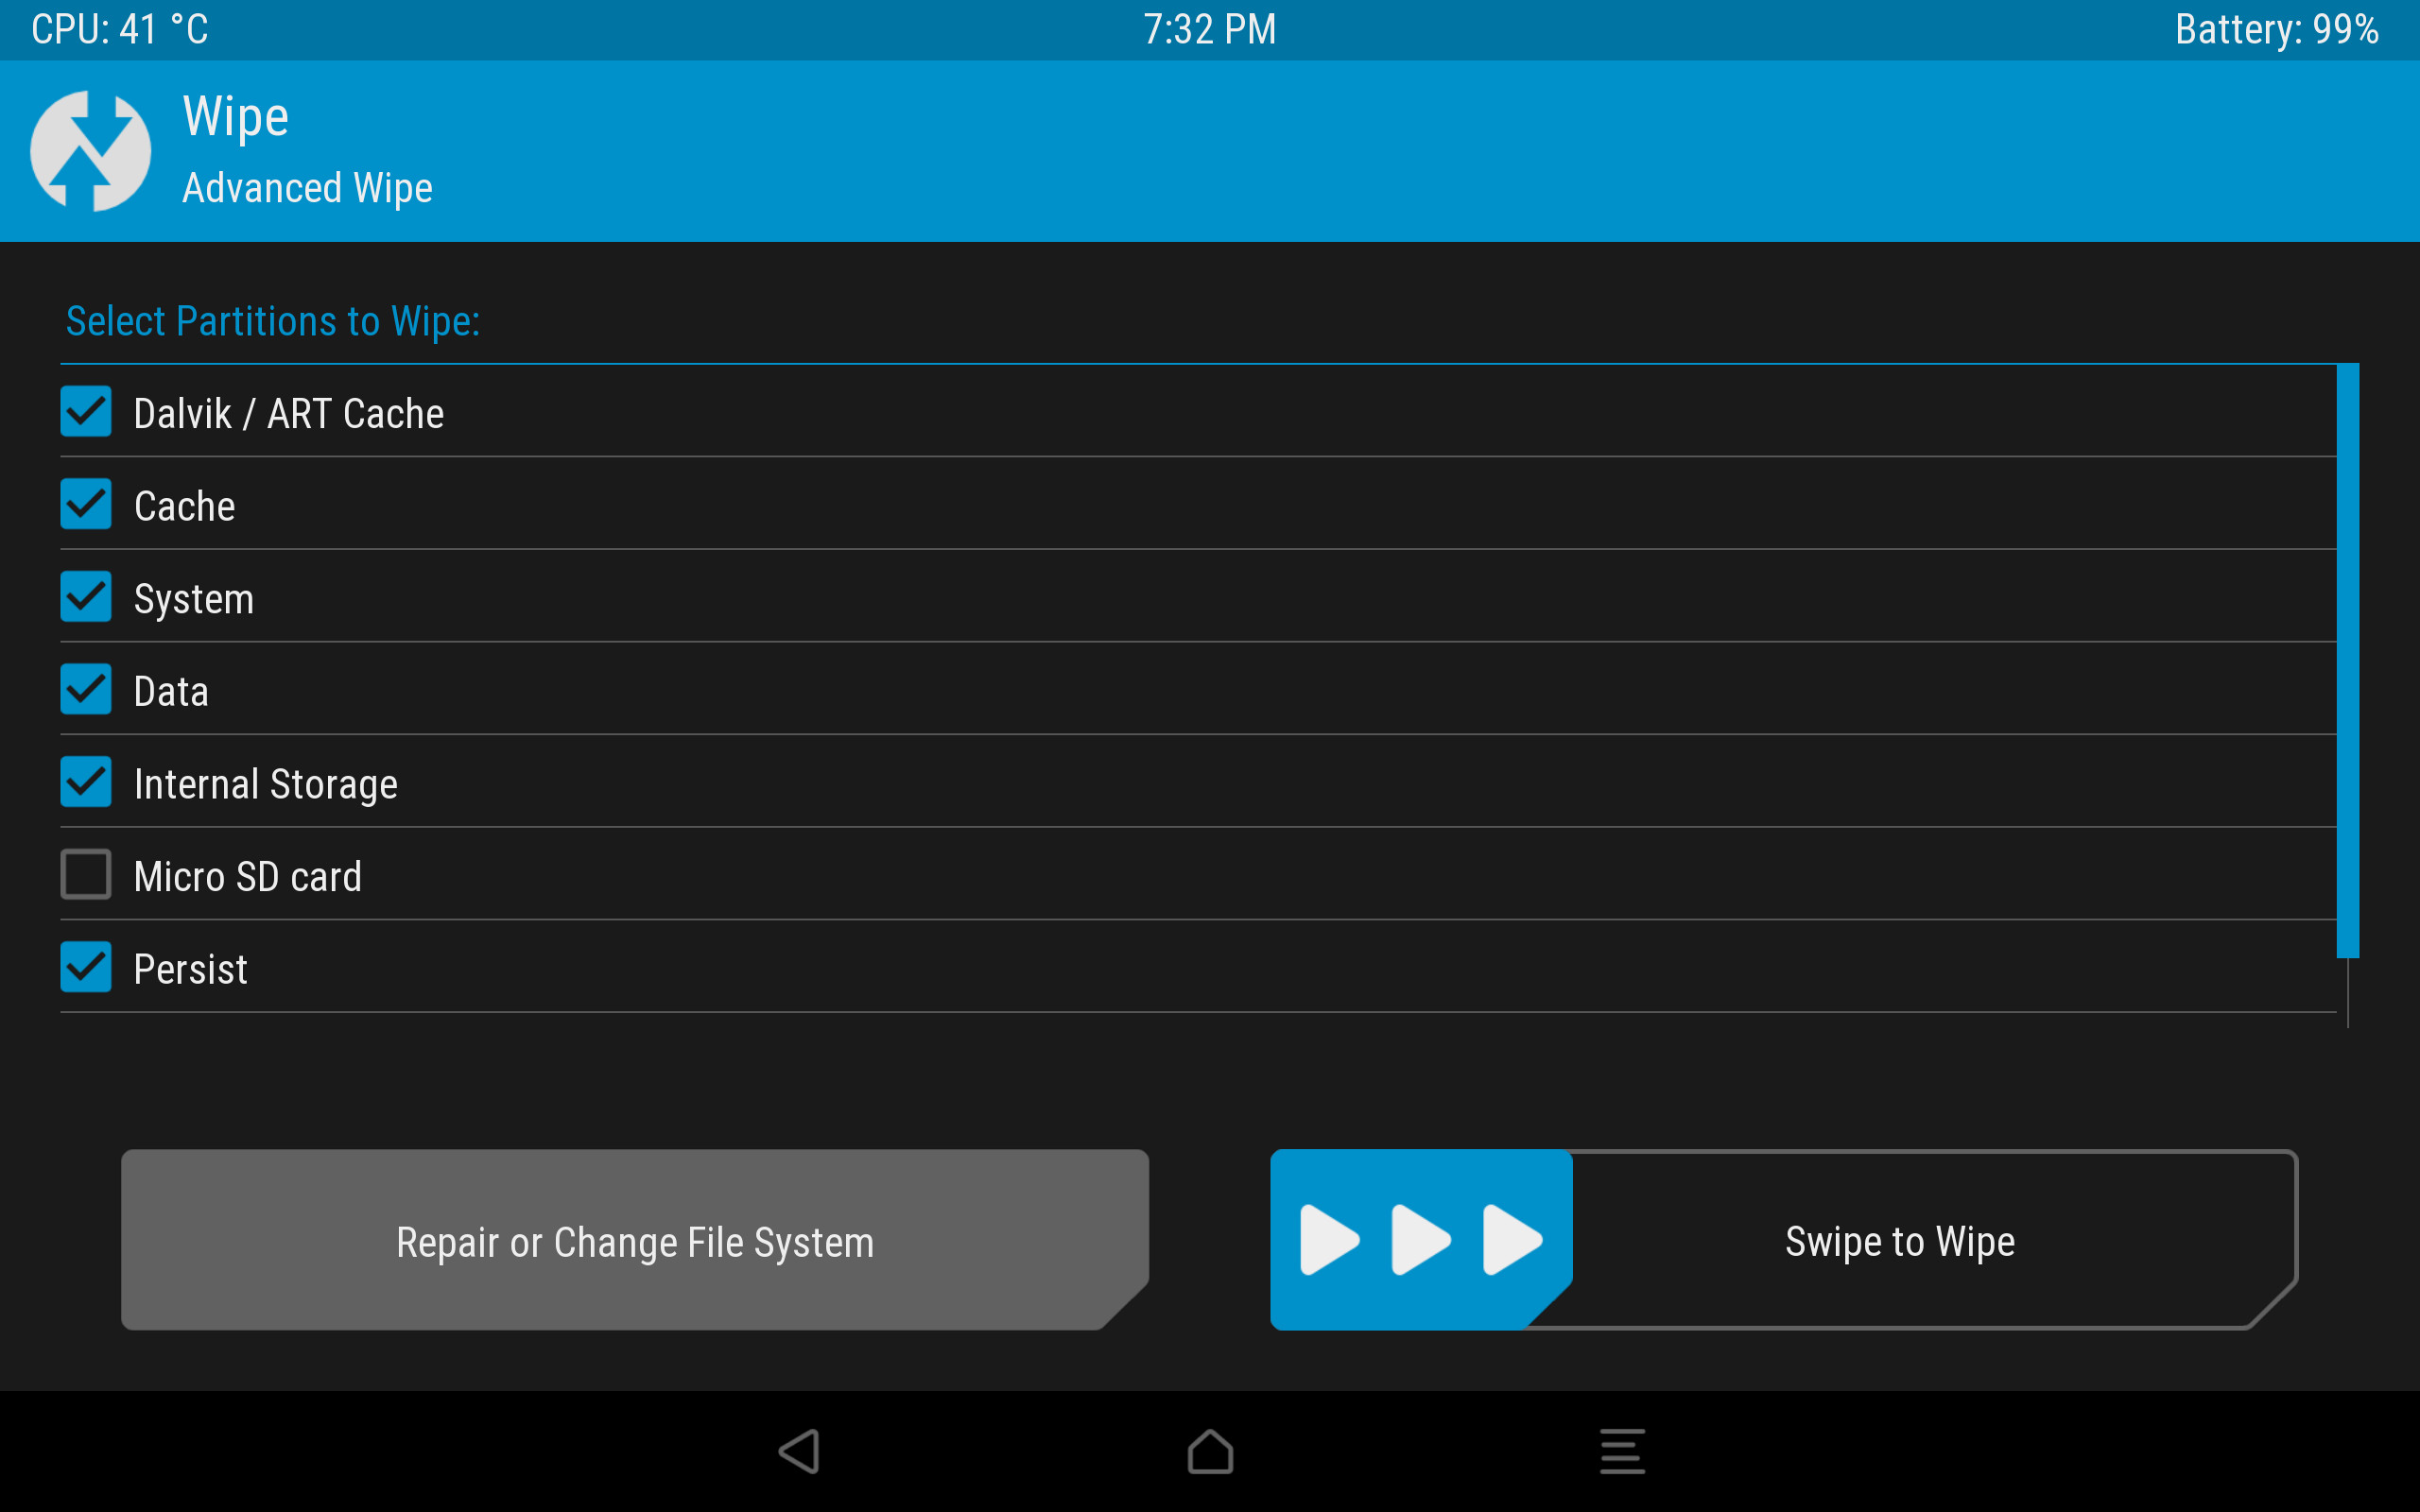 CPU: 41 °C
7:32 PM
Battery: 99%
Wipe
Advanced Wipe
Select Partitions to Wipe:
Dalvik / ART Cache
Cache
System
Data
Internal Storage
Micro SD card
Persist
Repair or Change File System
Swipe to Wipe